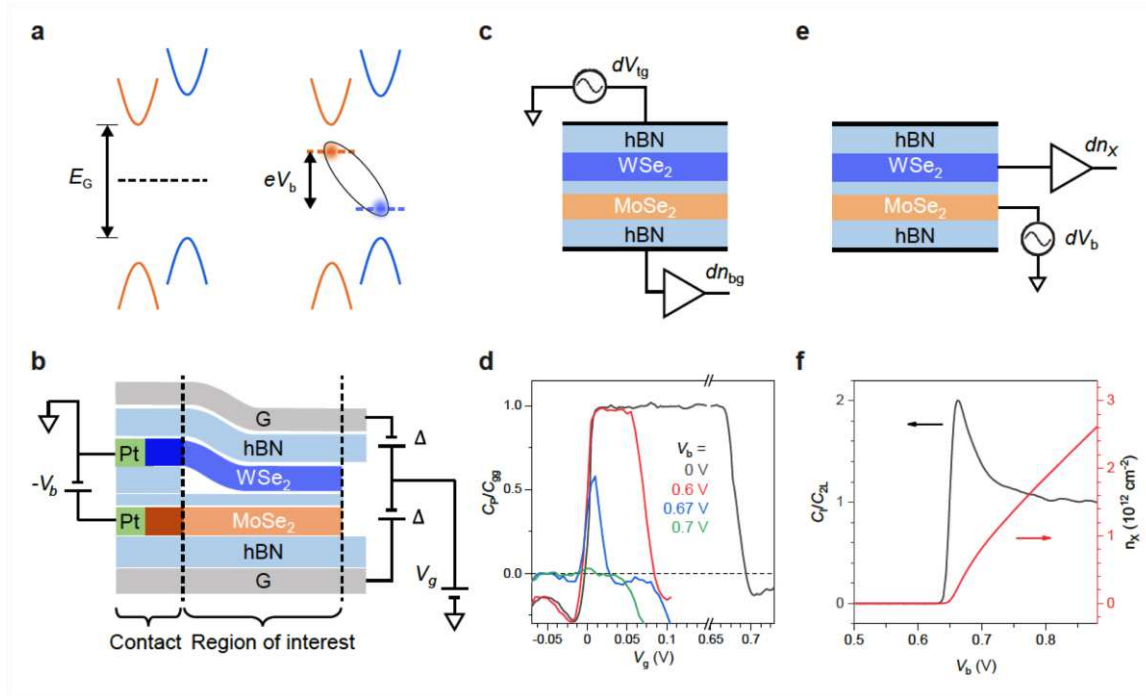 a
E_G
eV_b
b
G
hBN
Pt
WSe₂
-V_b
Pt
MoSe₂
hBN
G
Δ
Δ
V_g
Contact
Region of interest
c
dV_tg
hBN
WSe₂
MoSe₂
hBN
dn_bg
d
C_P/C_gg
1.0
0.5
0.0
V_b =
0 V
0.6 V
0.67 V
0.7 V
-0.05 0 0.05 0.1 0.65 0.7
V_g (V)
e
hBN
WSe₂
MoSe₂
hBN
dn_X
dV_b
f
C_I/C_2L
2
1
0
3
2
1
0
n_X (10¹² cm⁻²)
0.5 0.6 0.7 0.8
V_b (V)